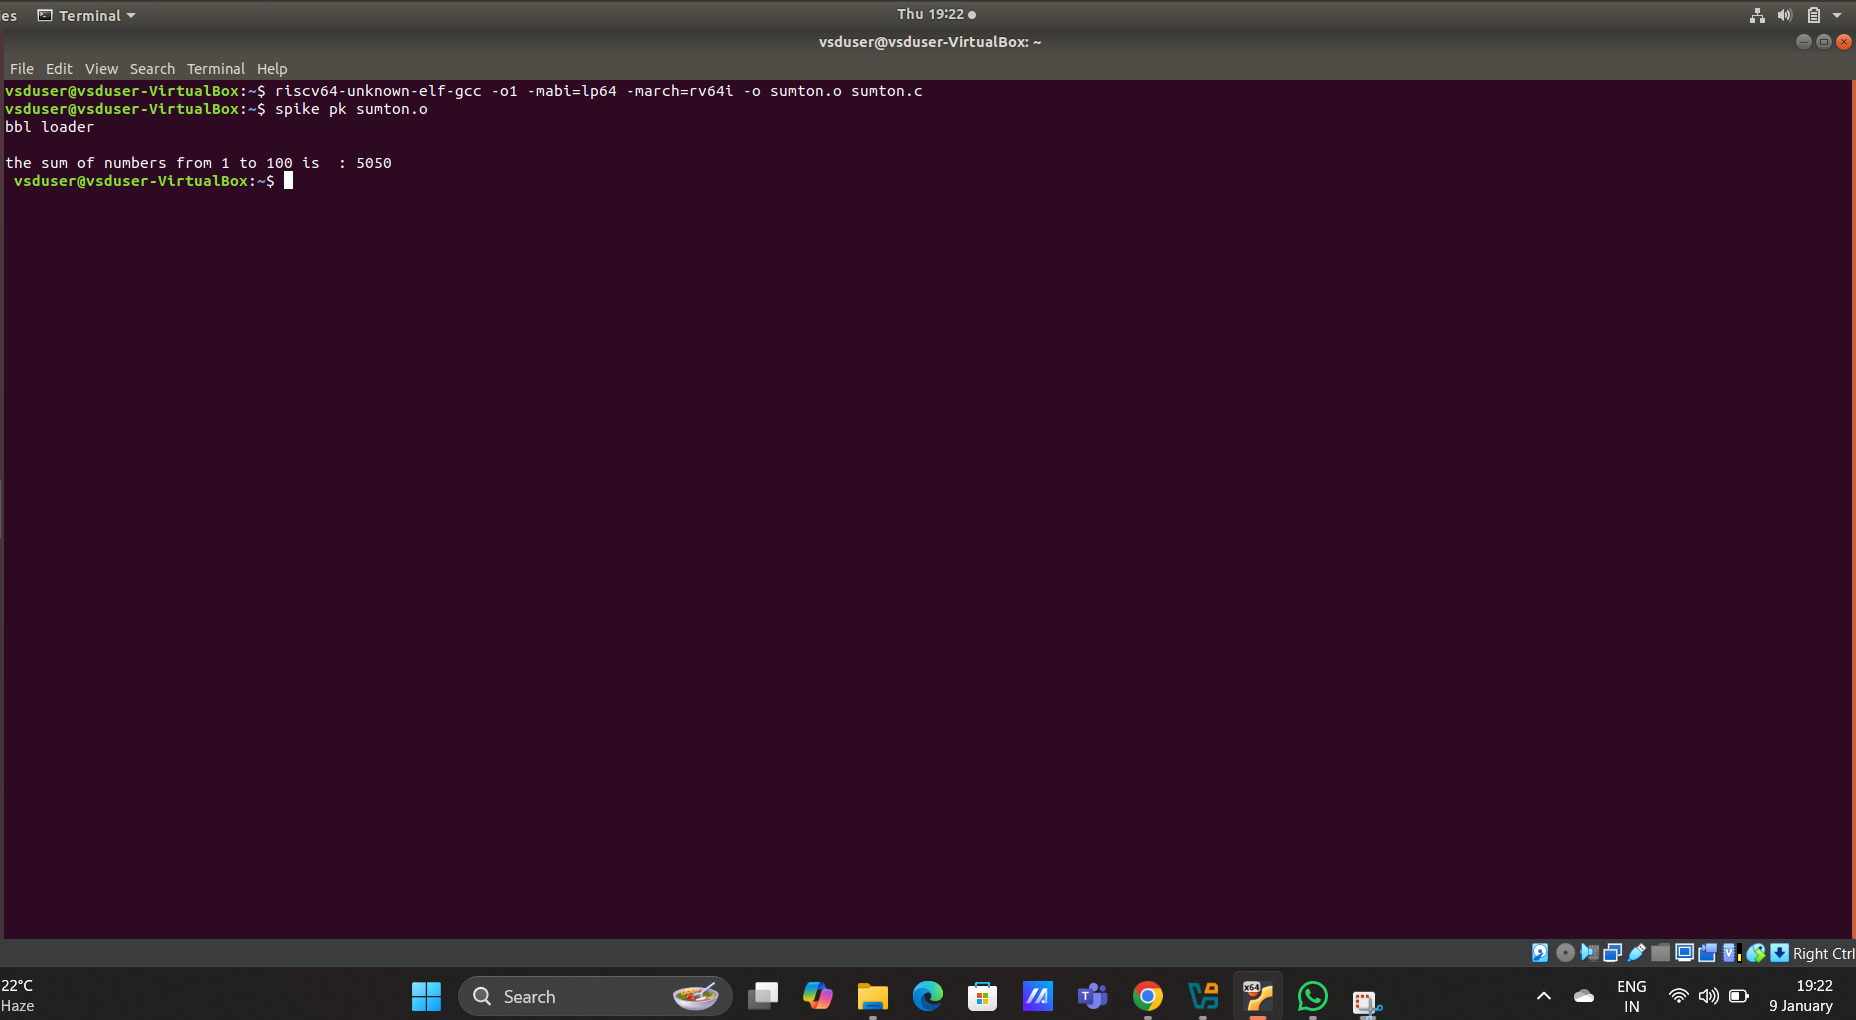 es Terminal Thu 19:22
vsduser@vsduser-VirtualBox: ~
File Edit View Search Terminal Help
vsduser@vsduser-VirtualBox:~$ riscv64-unknown-elf-gcc -o1 -mabi=lp64 -march=rv64i -o sumton.o sumton.c
vsduser@vsduser-VirtualBox:~$ spike pk sumton.o
bbl loader
the sum of numbers from 1 to 100 is  : 5050
vsduser@vsduser-VirtualBox:~$
Right Ctrl
22°C
Haze
Search
x64
T
ENG
IN
19:22
9 January